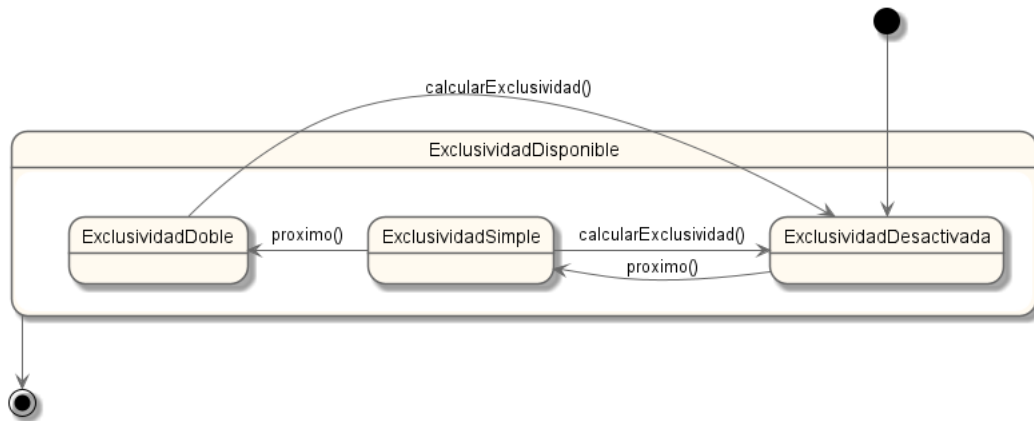 calcularExclusividad()
ExclusividadDisponible
ExclusividadDoble
proximo()
ExclusividadSimple
calcularExclusividad()
proximo()
ExclusividadDesactivada